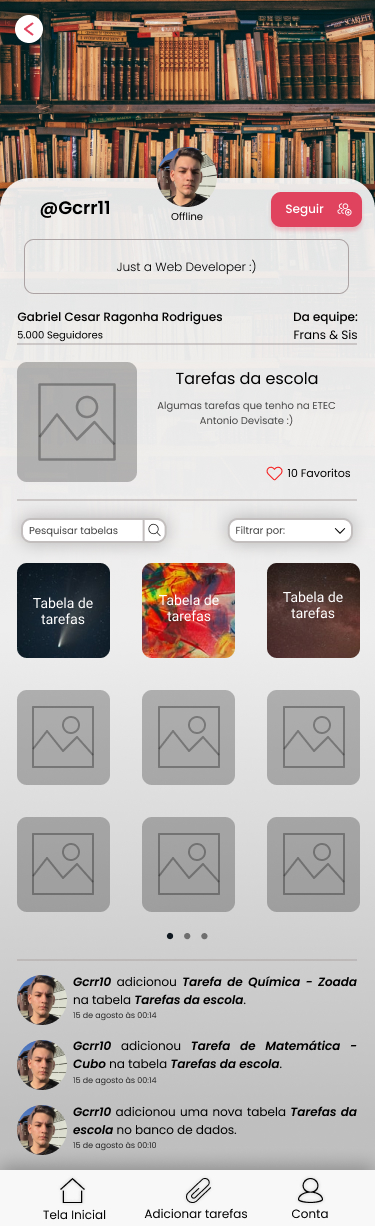 @Gcrr11
Offline
Seguir
Just a Web Developer :)
Gabriel Cesar Ragonha Rodrigues
5.000 Seguidores
Da equipe:
Frans & Sis
Tarefas da escola
Algumas tarefas que tenho na ETEC
Antonio Devisate :)
10 Favoritos
Pesquisar tabelas
Filtrar por:
Tabela de
tarefas
Tabela de
tarefas
Tabela de
tarefas
Gcrr10 adicionou Tarefa de Química - Zoada
na tabela Tarefas da escola.
15 de agosto às 00:14
Gcrr10 adicionou Tarefa de Matemática -
Cubo na tabela Tarefas da escola.
15 de agosto às 00:14
Gcrr10 adicionou uma nova tabela Tarefas da
escola no banco de dados.
15 de agosto às 00:10
Tela Inicial
Adicionar tarefas
Conta